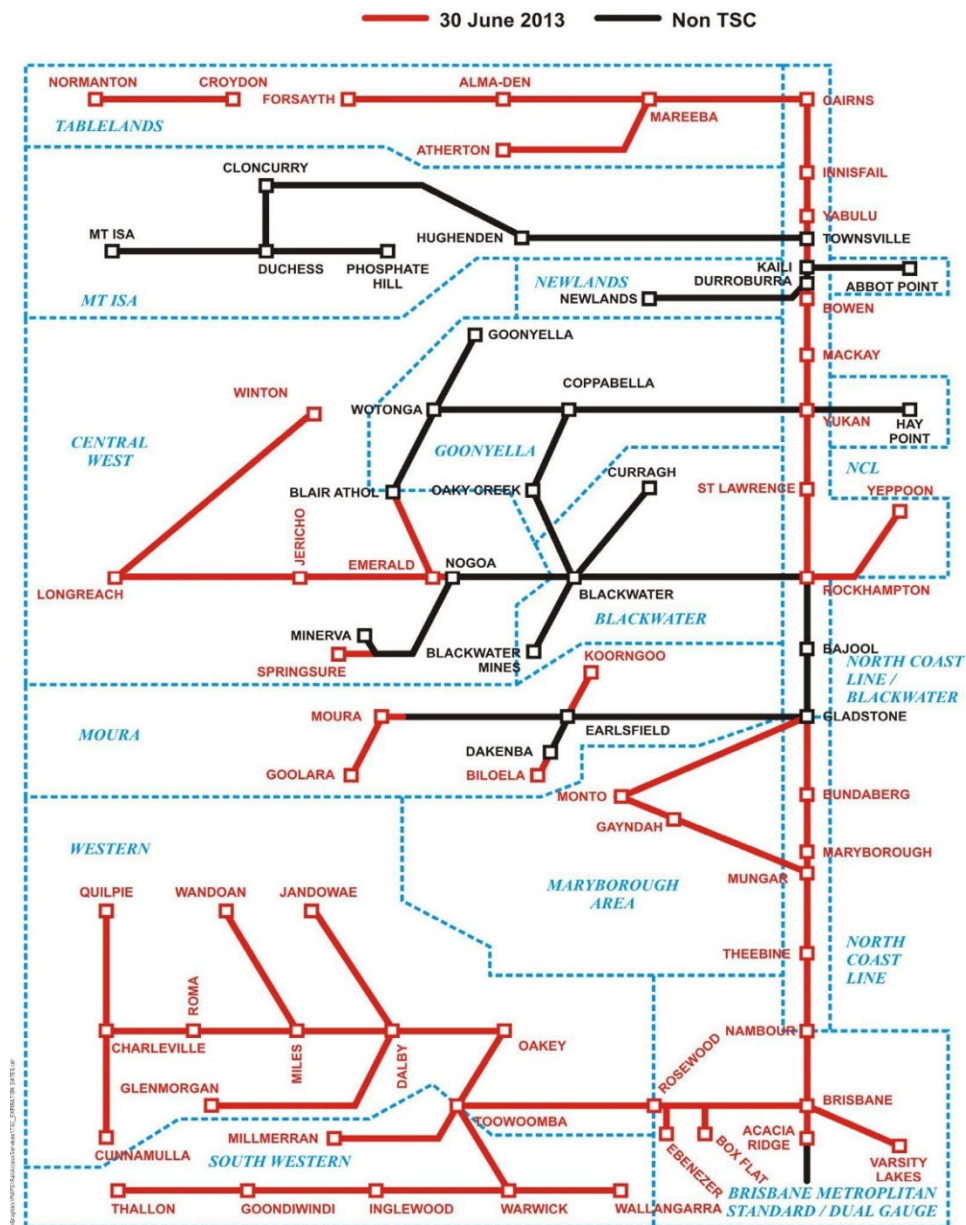 30 June 2013
Non TSC
NORMANTON
CROYDON
FORSAYTH
ALMA-DEN
MAREEBA
CAIRNS
TABLELANDS
ATHERTON
CLONCURRY
INNISFAIL
YABULU
MT ISA
HUGHENDEN
TOWNSVILLE
DUCHESS
PHOSPHATE
HILL
KAILI
DURROBURRA
ABBOT POINT
MT ISA
NEWLANDS
NEWLANDS
BOWEN
GOONYELLA
MACKAY
COPPABELLA
WINTON
WOTONGA
YUKAN
HAY
POINT
CENTRAL
WEST
GOONYELLA
CURRAGH
NCL
BLAIR ATHOL
OAKY CREEK
ST LAWRENCE
YEPPOON
JERICHO
EMERALD
NOGOA
LONGREACH
BLACKWATER
ROCKHAMPTON
MINERVA
BLACKWATER
SPRINGSURE
BLACKWATER
MINES
BAJOOL
KOORNGOO
NORTH COAST
LINE /
BLACKWATER
MOURA
MOURA
EARLSFIELD
GLADSTONE
DAKENBA
GOOLARA
BILOELA
MONTO
BUNDABERG
GAYNDAH
WESTERN
MARYBOROUGH
MUNGAR
MARYBOROUGH
AREA
QUILPIE
WANDOAN
JANDOWAE
THEEBINE
NORTH
COAST
LINE
ROMA
NAMBOUR
CHARLEVILLE
MILES
DALBY
OAKEY
ROSEWOOD
GLENMORGAN
BRISBANE
TOOWOOMBA
MILLMERRAN
ACACIA
RIDGE
CUNNAMULLA
SOUTH WESTERN
EBENEZER
BOX FLAT
VARSITY
LAKES
BRISBANE METROPLITAN
STANDARD / DUAL GAUGE
THALLON
GOONDIWINDI
INGLEWOOD
WARWICK
WALLANGARRA